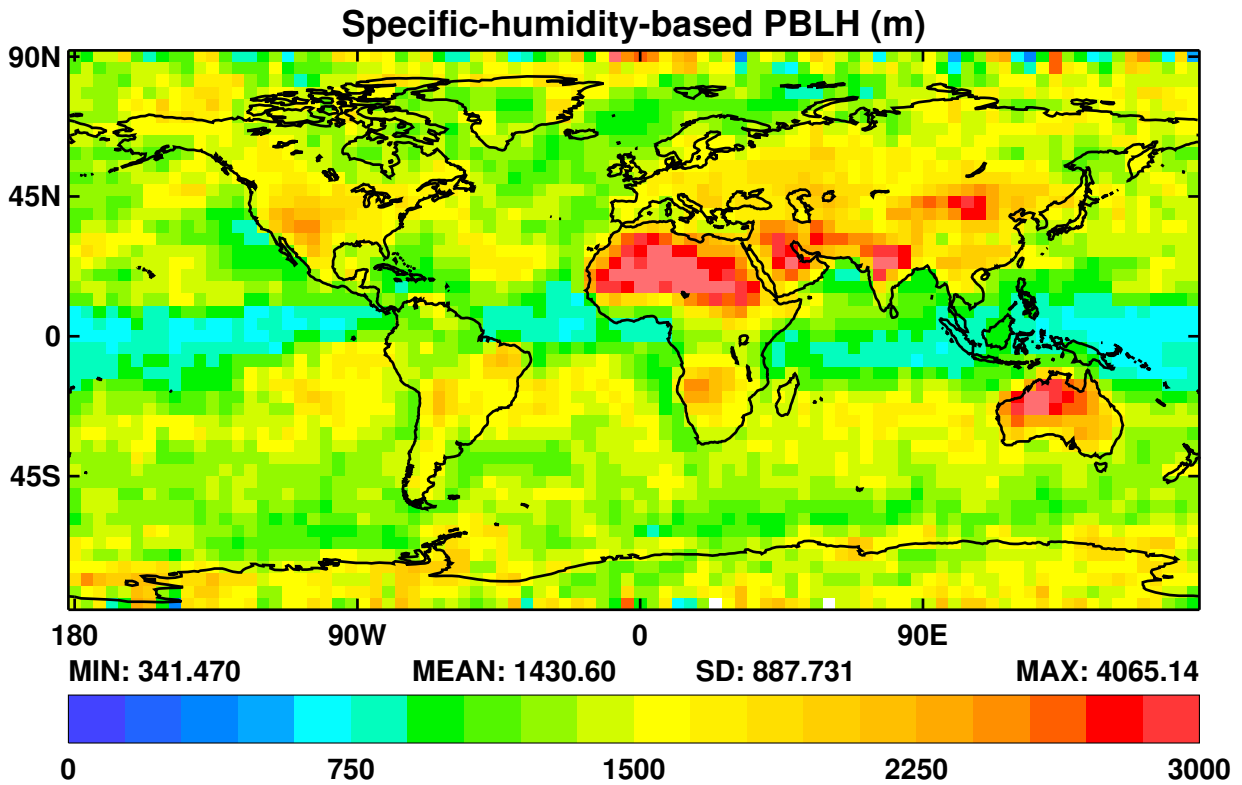 Specific-humidity-based PBLH (m)
90N
45N
0
45S
180 90W 0 90E
MIN: 341.470 MEAN: 1430.60 SD: 887.731 MAX: 4065.14
0 750 1500 2250 3000